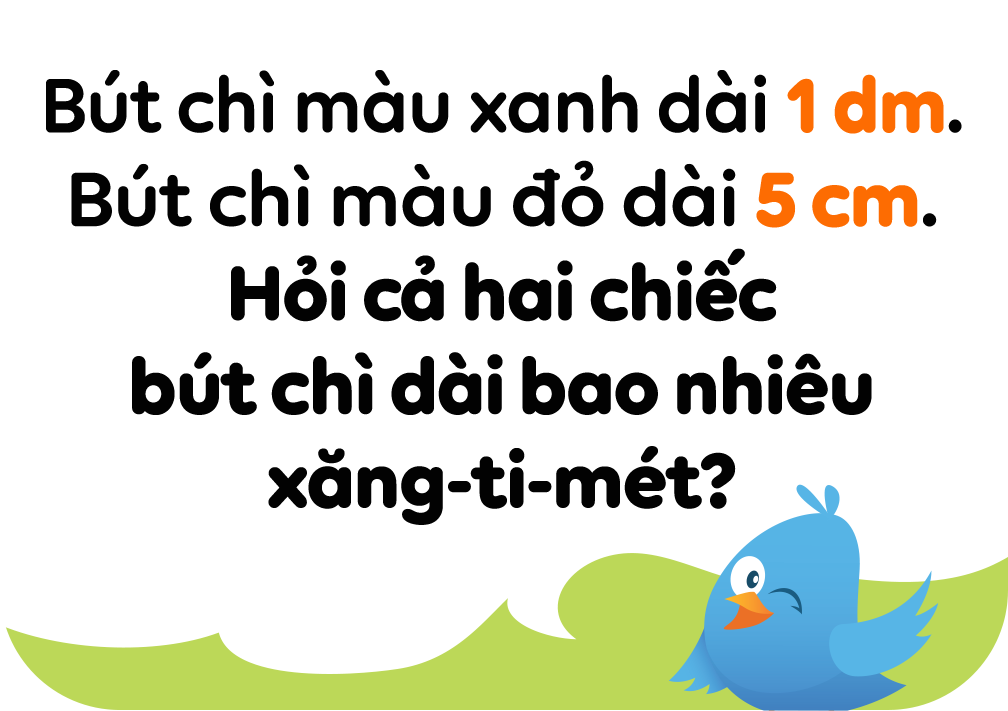 Bút chì màu xanh dài 1 dm.
Bút chì màu đỏ dài 5 cm.
Hỏi cả hai chiếc
bút chì dài bao nhiêu
xăng-ti-mét?